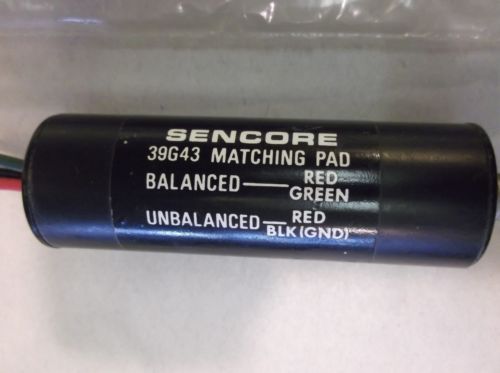 SENCORE
39G43 MATCHING PAD
BALANCED — RED
GREEN
UNBALANCED — RED
BLK(GND)